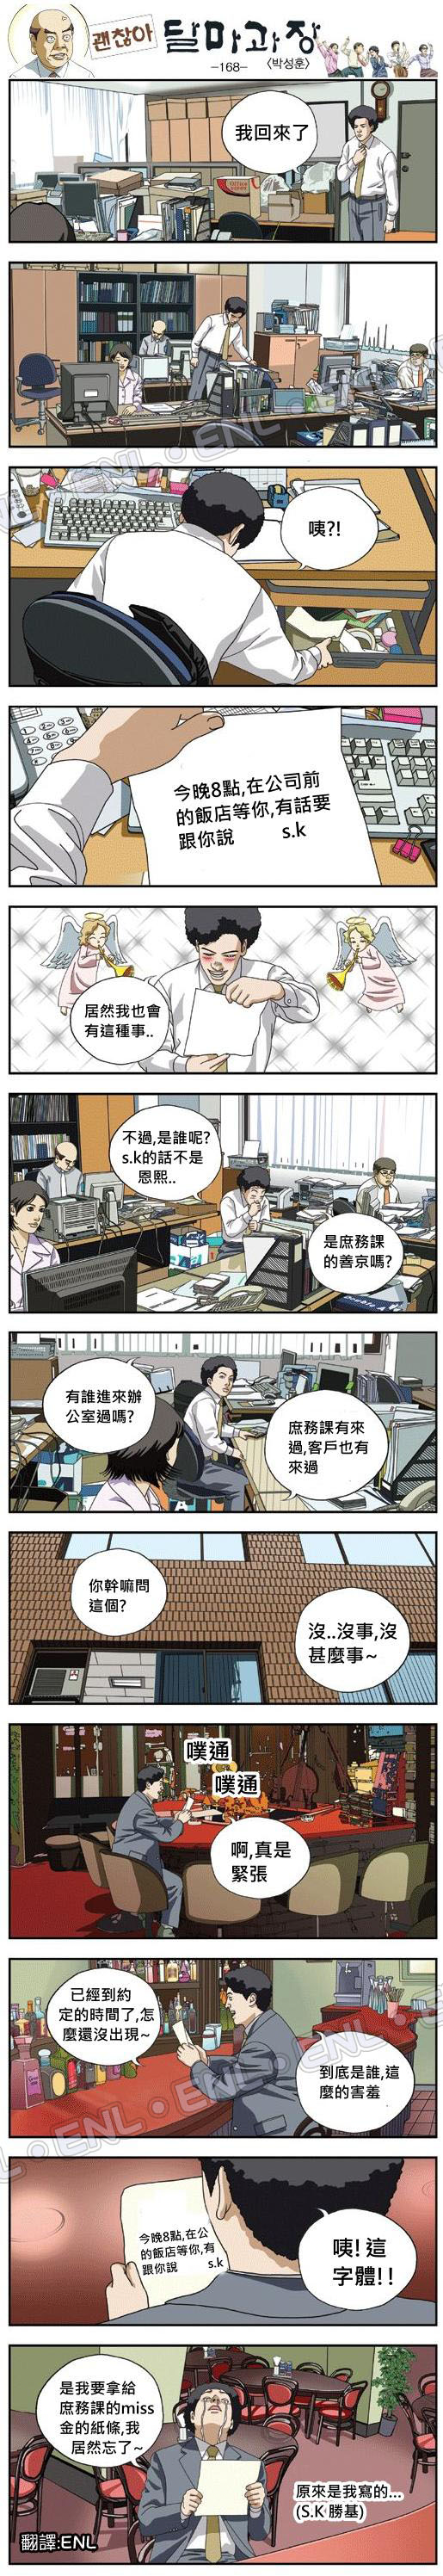 괜찮아 달마과장
-168- <박성훈>
我回來了
咦?!
今晚8點,在公司前
的飯店等你,有話要
跟你說 s.k
居然我也會
有這種事..
不過,是誰呢?
s.k的話不是
恩熙..
是庶務課
的善京嗎?
有誰進來辦
公室過嗎?
庶務課有來
過,客戶也有
來過
你幹嘛問
這個?
沒..沒事,沒
甚麼事~
噗通
噗通
啊,真是
緊張
已經到約
定的時間了,怎
麼還沒出現~
到底是誰,這
麼的害羞
今晚8點,在公
的飯店等你,有
跟你說 s.k
咦! 這
字體!!
是我要拿給
庶務課的miss
金的紙條,我
居然忘了~
原來是我寫的...
(S.K 勝基)
翻譯:ENL